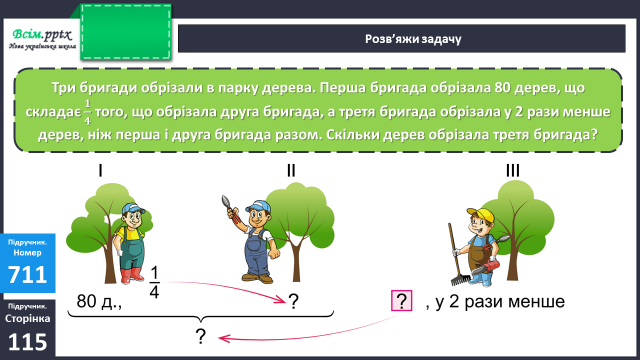 Всім.pptx
Нова українська школа
Розв’яжи задачу
Три бригади обрізали в парку дерева. Перша бригада обрізала 80 дерев, що
складає 1/4 того, що обрізала друга бригада, а третя бригада обрізала у 2 рази менше
дерев, ніж перша і друга бригада разом. Скільки дерев обрізала третя бригада?
I II III
Підручник.
Номер
711
Підручник.
Сторінка
115
80 д., 1/4 ? ? , у 2 рази менше
?